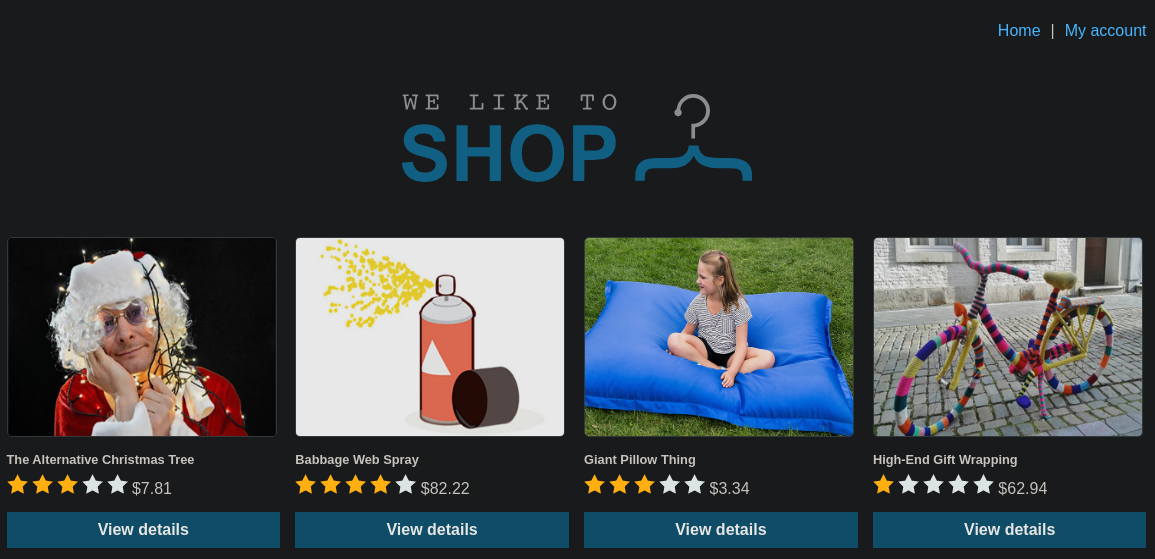 Home | My account
WE LIKE TO
SHOP
The Alternative Christmas Tree
Babbage Web Spray
Giant Pillow Thing
High-End Gift Wrapping
$7.81
$82.22
$3.34
$62.94
View details
View details
View details
View details